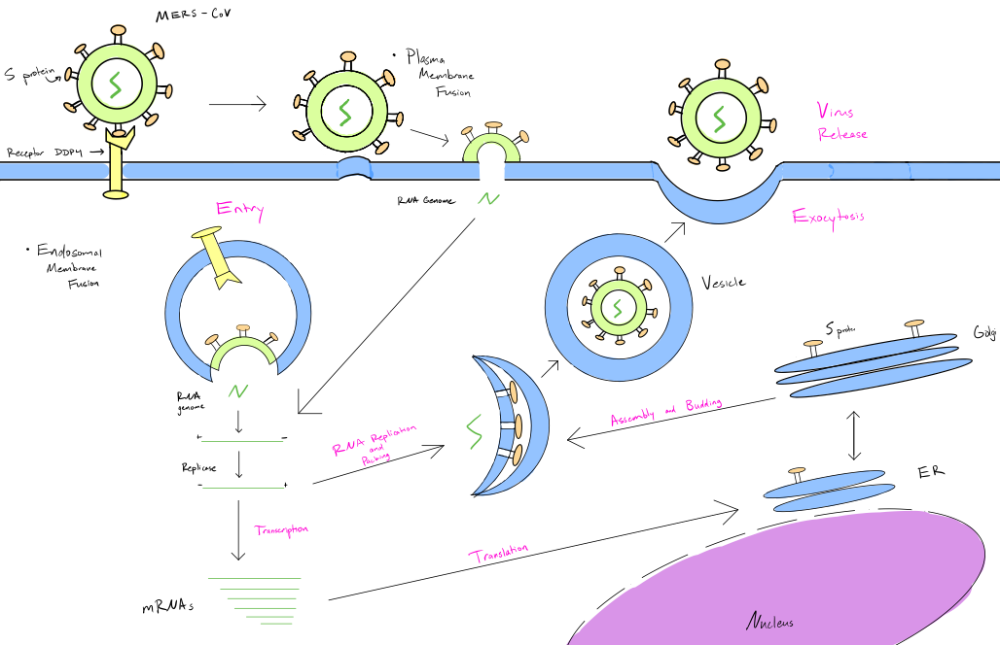 MERS-CoV
S protein
Receptor DDP4
• Plasma
Membrane
Fusion
Virus
Release
RNA Genome
Entry
Exocytosis
• Endosomal
Membrane
Fusion
Vesicle
S protein
Golgi
RNA
genome
+ -
Replicase
- +
RNA Replication
and
Packing
Assembly and Budding
ER
Transcription
Translation
mRNAs
Nucleus